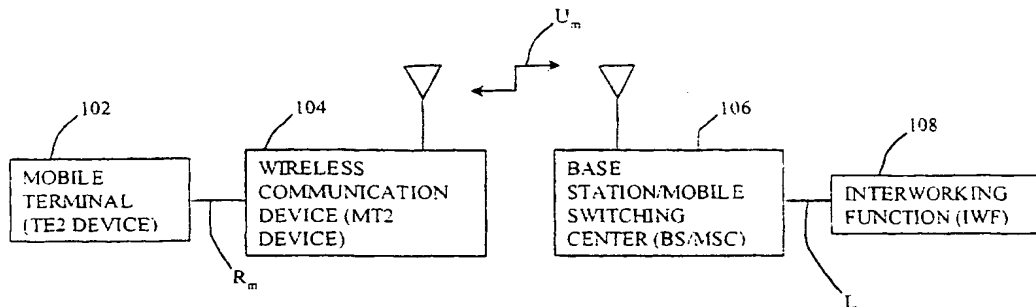 U_m
102
104
106
108
MOBILE
TERMINAL
(TE2 DEVICE)
WIRELESS
COMMUNICATION
DEVICE (MT2
DEVICE)
BASE
STATION/MOBILE
SWITCHING
CENTER (BS/MSC)
INTERWORKING
FUNCTION (IWF)
R_m
L